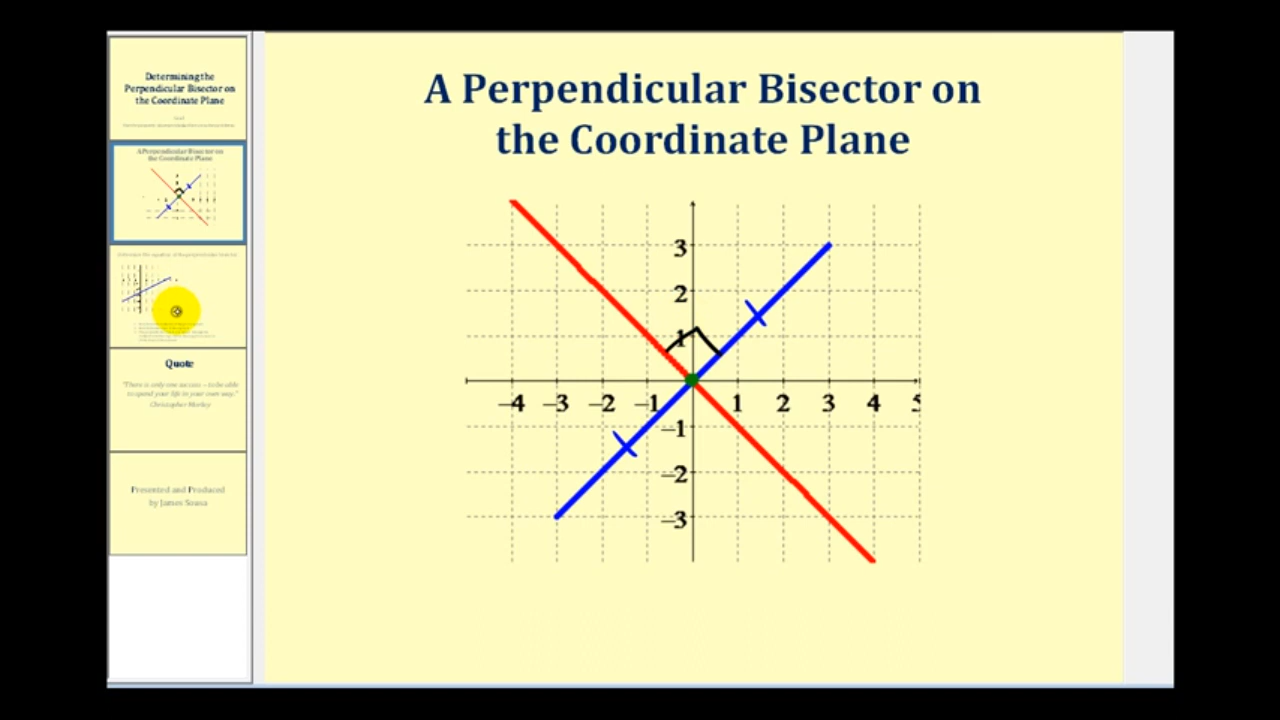 Determining the
Perpendicular Bisector on
the Coordinate Plane
A Perpendicular Bisector on
the Coordinate Plane
Quote
"There is only one success – to be able
to spend your life in your own way."
Christopher Morley
Presented and Produced
by James Sousa
A Perpendicular Bisector on
the Coordinate Plane
3
2
1
–4 –3 –2 –1 1 2 3 4 5
–1
–2
–3